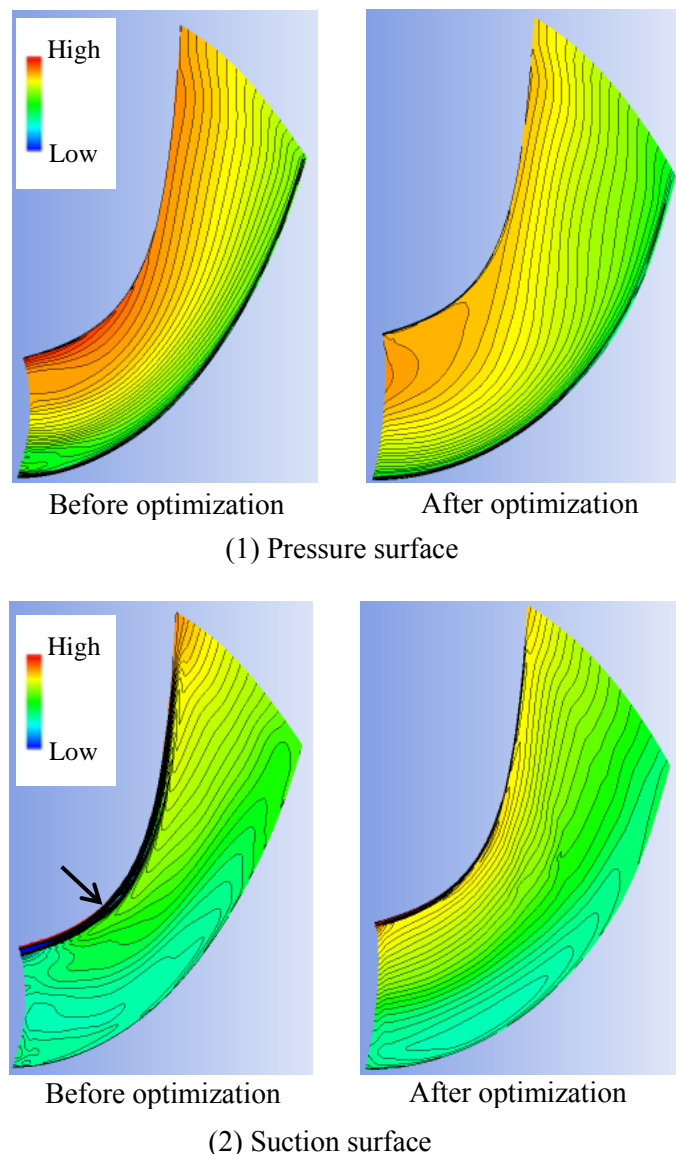 High
Low
Before optimization
After optimization
(1) Pressure surface
High
Low
Before optimization
After optimization
(2) Suction surface